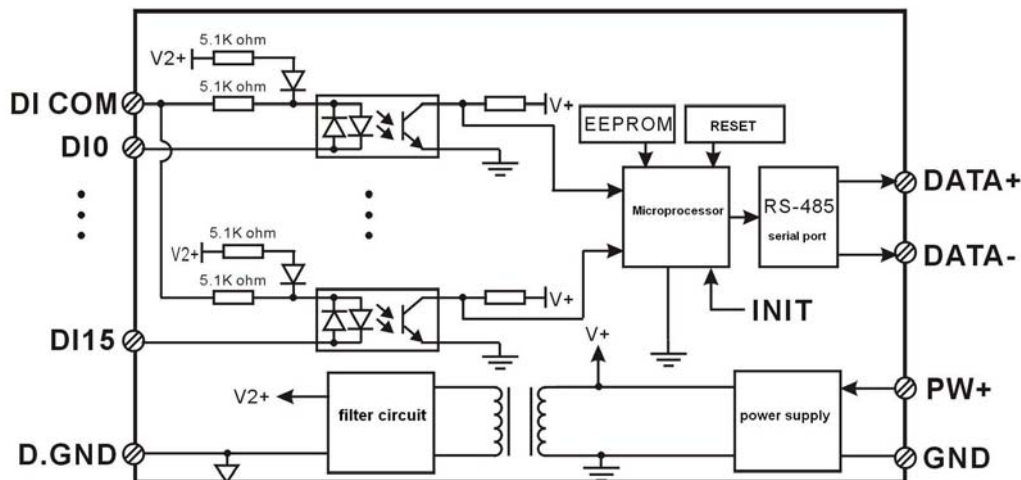 5.1K ohm
V2+
5.1K ohm
DI COM
V+
EEPROM
RESET
DI0
DATA+
Microprocessor
RS-485
serial port
5.1K ohm
V2+
DATA-
5.1K ohm
V+
INIT
DI15
V+
V2+
filter circuit
power supply
PW+
D.GND
GND